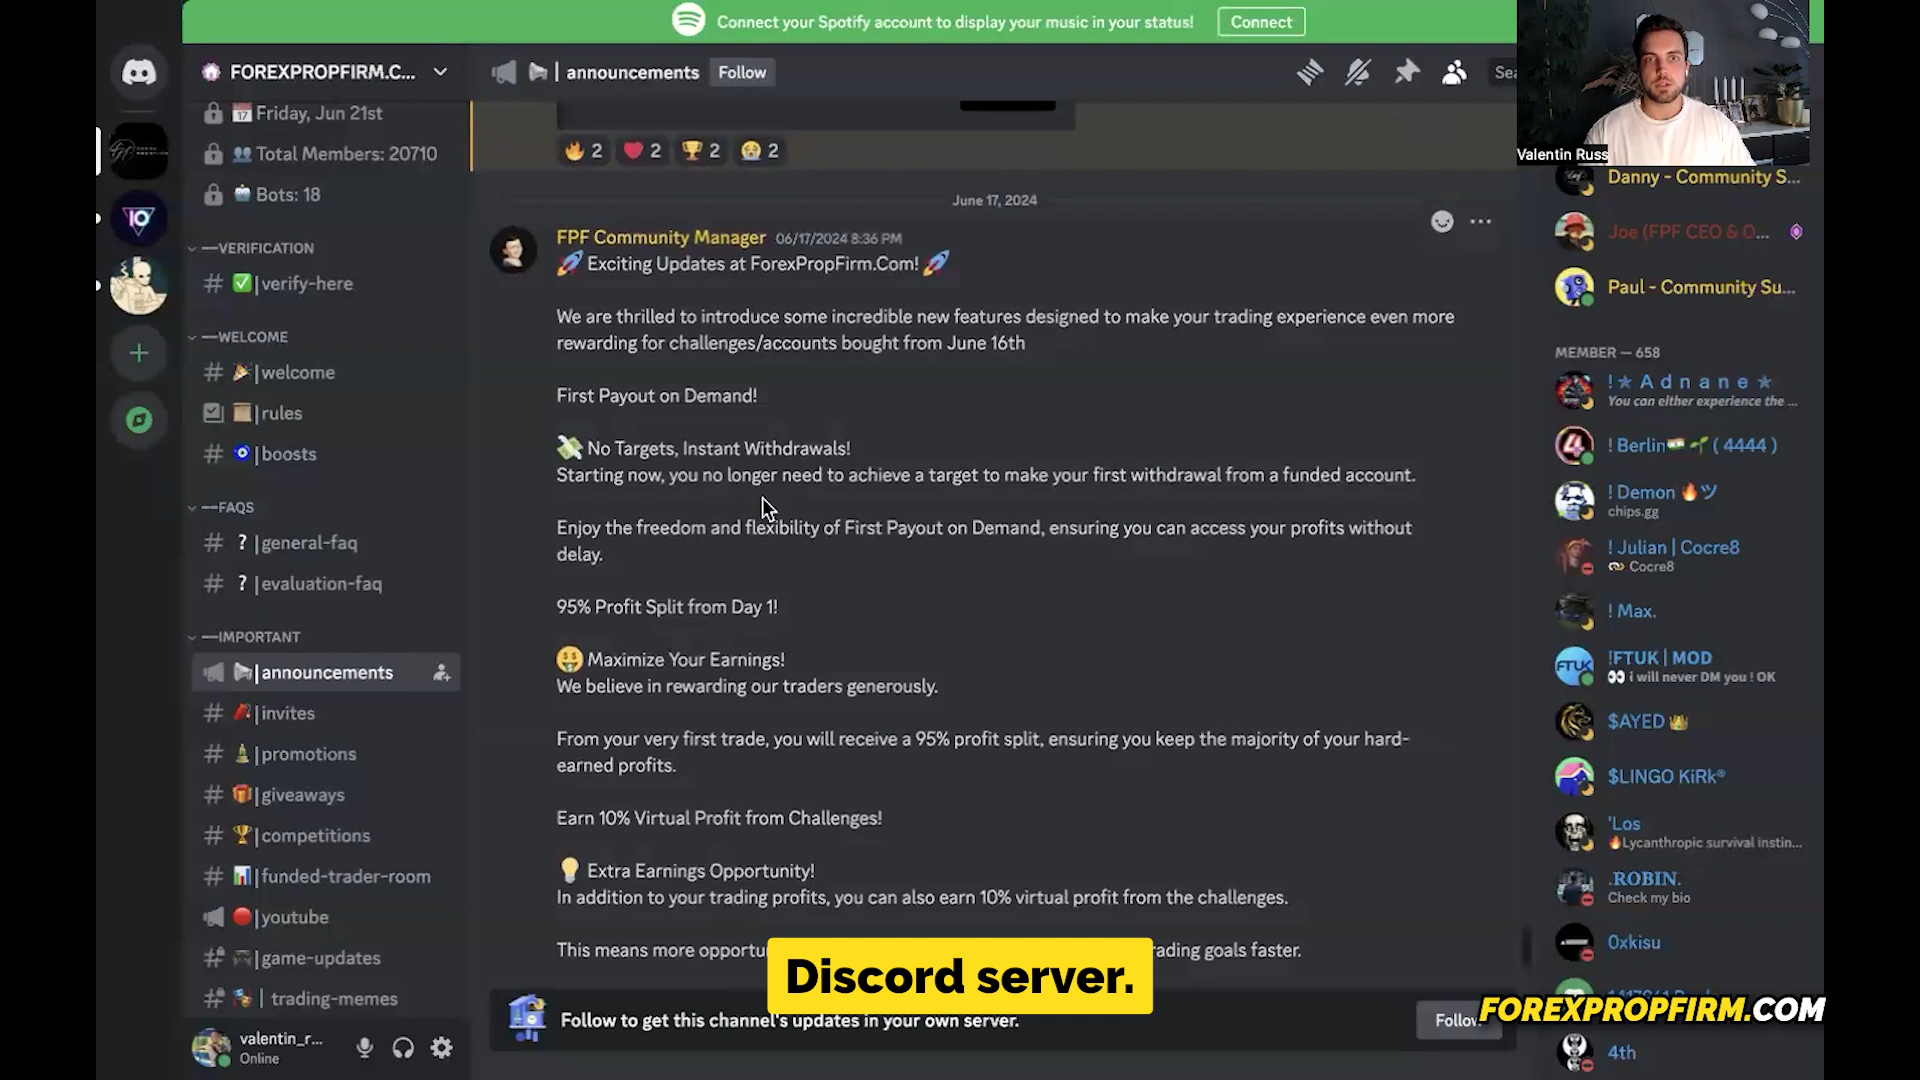 Connect your Spotify account to display your music in your status!
Connect
FOREXPROPFIRM.C...
| announcements
Follow
Sea
Valentin Russ
Friday, Jun 21st
Total Members: 20710
Bots: 18
—VERIFICATION
# |verify-here
—WELCOME
# |welcome
|rules
# |boosts
—FAQS
# ? |general-faq
# ? |evaluation-faq
—IMPORTANT
|announcements
# |invites
# |promotions
# |giveaways
# |competitions
# |funded-trader-room
|youtube
# |game-updates
# | trading-memes
valentin_r...
Online
2 2 2 2
June 17, 2024
FPF Community Manager 06/17/2024 8:36 PM
Exciting Updates at ForexPropFirm.Com!
We are thrilled to introduce some incredible new features designed to make your trading experience even more
rewarding for challenges/accounts bought from June 16th
First Payout on Demand!
No Targets, Instant Withdrawals!
Starting now, you no longer need to achieve a target to make your first withdrawal from a funded account.
Enjoy the freedom and flexibility of First Payout on Demand, ensuring you can access your profits without
delay.
95% Profit Split from Day 1!
Maximize Your Earnings!
We believe in rewarding our traders generously.
From your very first trade, you will receive a 95% profit split, ensuring you keep the majority of your hard-
earned profits.
Earn 10% Virtual Profit from Challenges!
Extra Earnings Opportunity!
In addition to your trading profits, you can also earn 10% virtual profit from the challenges.
This means more opportu rading goals faster.
Discord server.
Follow to get this channel's updates in your own server.
Follow
Danny - Community S...
Joe (FPF CEO & O...
Paul - Community Su...
MEMBER — 658
!★ A d n a n e ★
You can either experience the ...
! Berlin ( 4444 )
! Demon ツ
chips.gg
! Julian | Cocre8
Cocre8
! Max.
FTUK
!FTUK | MOD
i will never DM you ! OK
$AYED
$LINGO KiRk®
'Los
Lycanthropic survival instin...
.ROBIN.
Check my bio
0xkisu
FOREXPROPFIRM.COM
4th